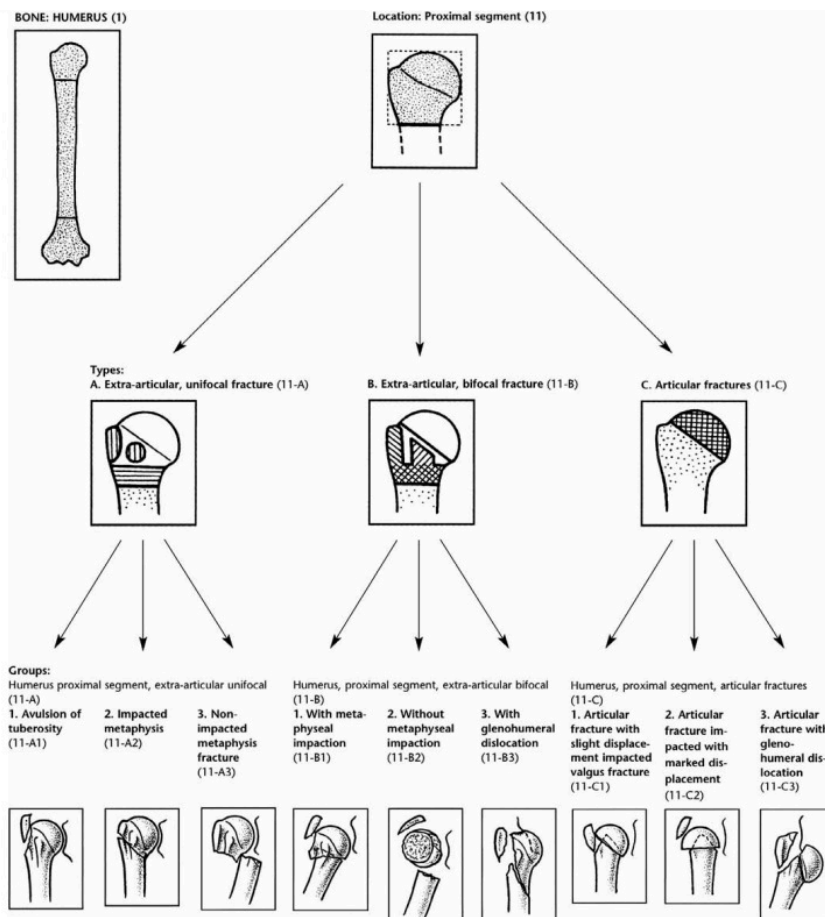 BONE: HUMERUS (1)
Location: Proximal segment (11)
Types:
A. Extra-articular, unifocal fracture (11-A)
B. Extra-articular, bifocal fracture (11-B)
C. Articular fractures (11-C)
Groups:
Humerus proximal segment, extra-articular unifocal
(11-A)
1. Avulsion of
tuberosity
(11-A1)
2. Impacted
metaphysis
(11-A2)
3. Non-
impacted
metaphysis
fracture
(11-A3)
Humerus, proximal segment, extra-articular bifocal
(11-B)
1. With meta-
physeal
impaction
(11-B1)
2. Without
metaphyseal
impaction
(11-B2)
3. With
glenohumeral
dislocation
(11-B3)
Humerus, proximal segment, articular fractures
(11-C)
1. Articular
fracture with
slight displace-
ment impacted
valgus fracture
(11-C1)
2. Articular
fracture im-
pacted with
marked dis-
placement
(11-C2)
3. Articular
fracture with
gleno-
humeral dis-
location
(11-C3)